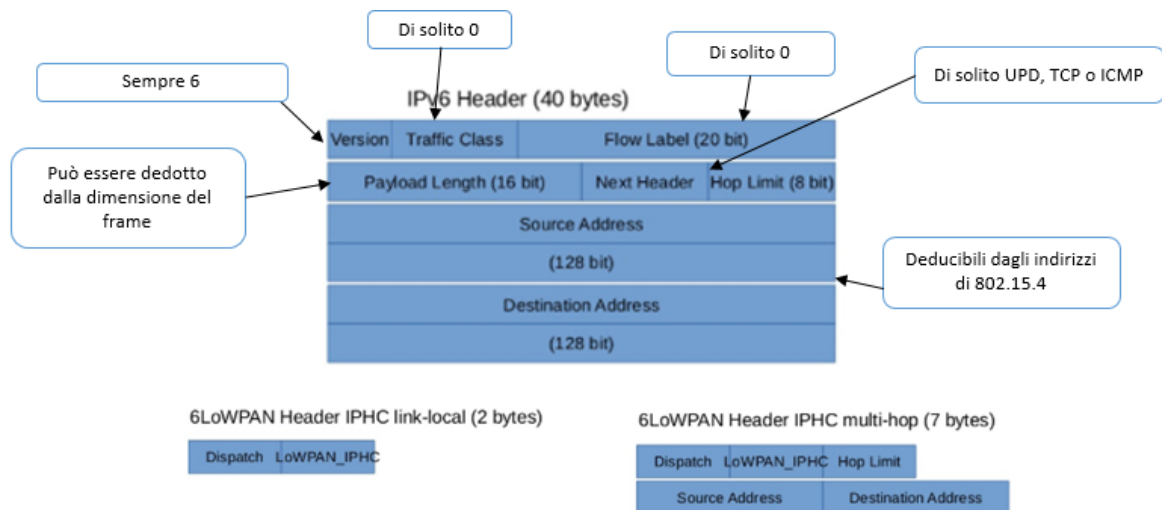 Di solito 0
Di solito 0
Sempre 6
Di solito UPD, TCP o ICMP
IPv6 Header (40 bytes)
Version
Traffic Class
Flow Label (20 bit)
Può essere dedotto
dalla dimensione del
frame
Payload Length (16 bit)
Next Header
Hop Limit (8 bit)
Source Address
(128 bit)
Deducibili dagli indirizzi
di 802.15.4
Destination Address
(128 bit)
6LoWPAN Header IPHC link-local (2 bytes)
Dispatch
LoWPAN_IPHC
6LoWPAN Header IPHC multi-hop (7 bytes)
Dispatch
LoWPAN_IPHC
Hop Limit
Source Address
Destination Address